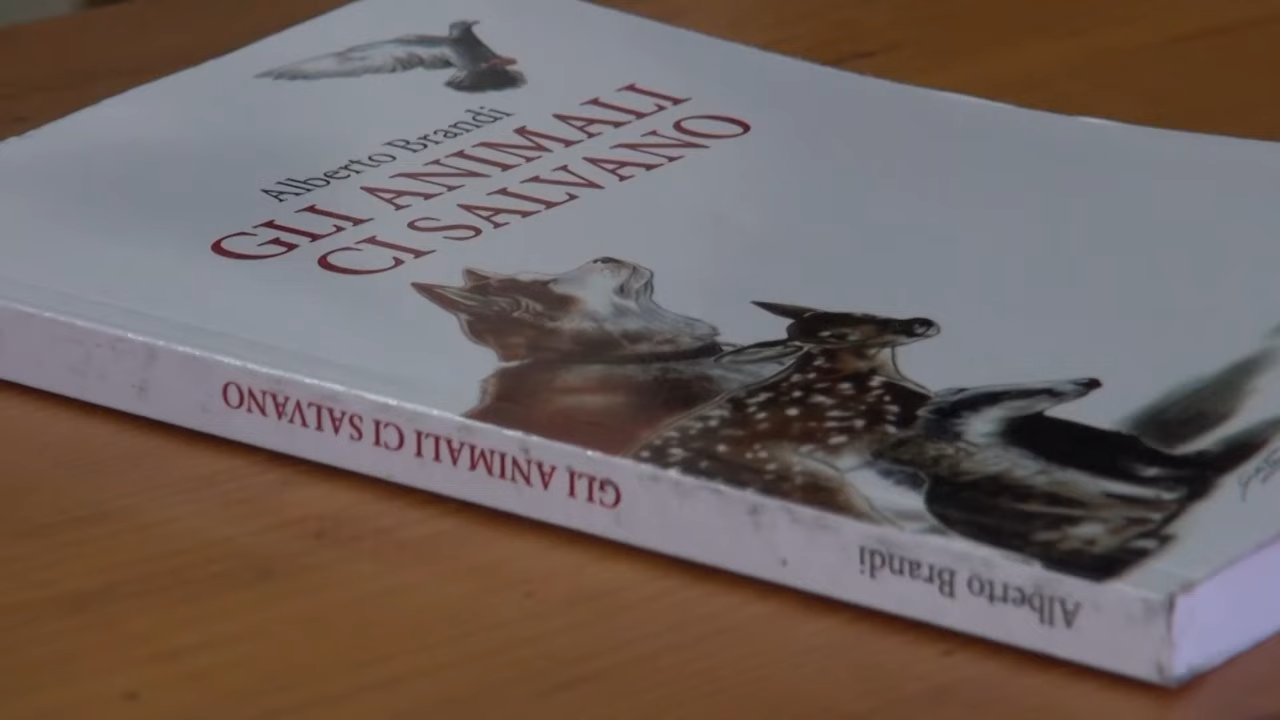 Alberto Brandi
GLI ANIMALI
CI SALVANO
GLI ANIMALI CI SALVANO
Alberto Brandi